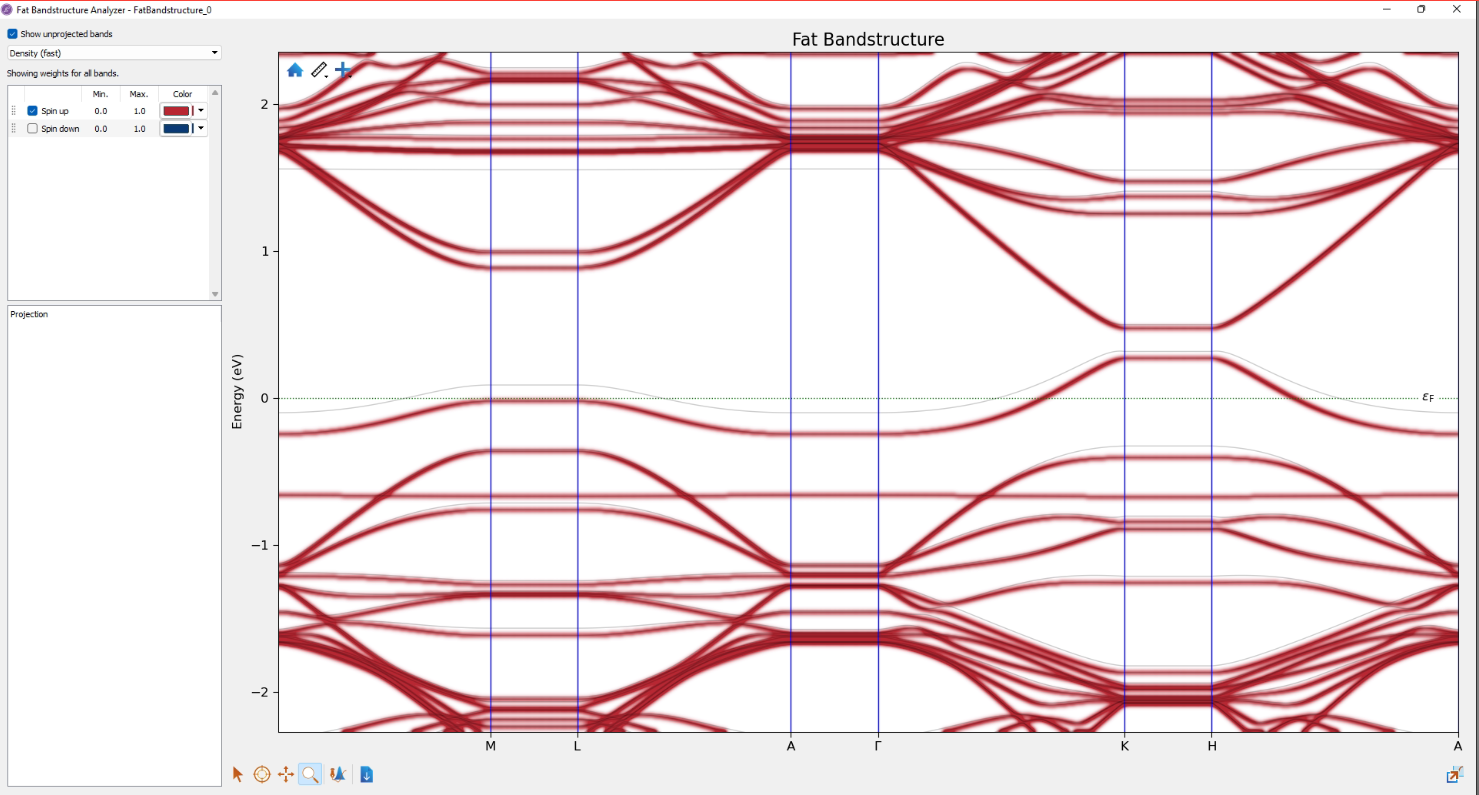 Fat Bandstructure Analyzer - FatBandstructure_0
Show unprojected bands
Density (fast)
Showing weights for all bands.
Min. Max. Color
Spin up 0.0 1.0
Spin down 0.0 1.0
Projection
Fat Bandstructure
Energy (eV)
2
1
0
−1
−2
εF
M L A Γ K H A